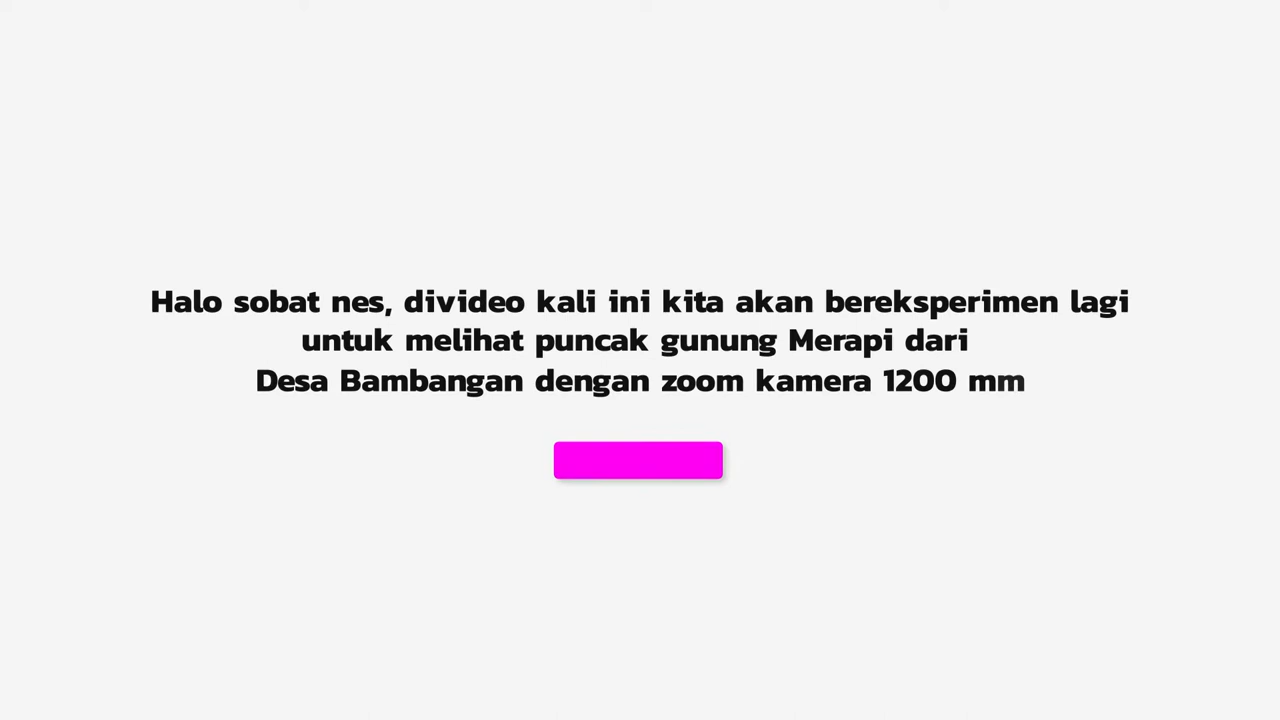 Halo sobat nes, divideo kali ini kita akan bereksperimen lagi
untuk melihat puncak gunung Merapi dari
Desa Bambangan dengan zoom kamera 1200 mm